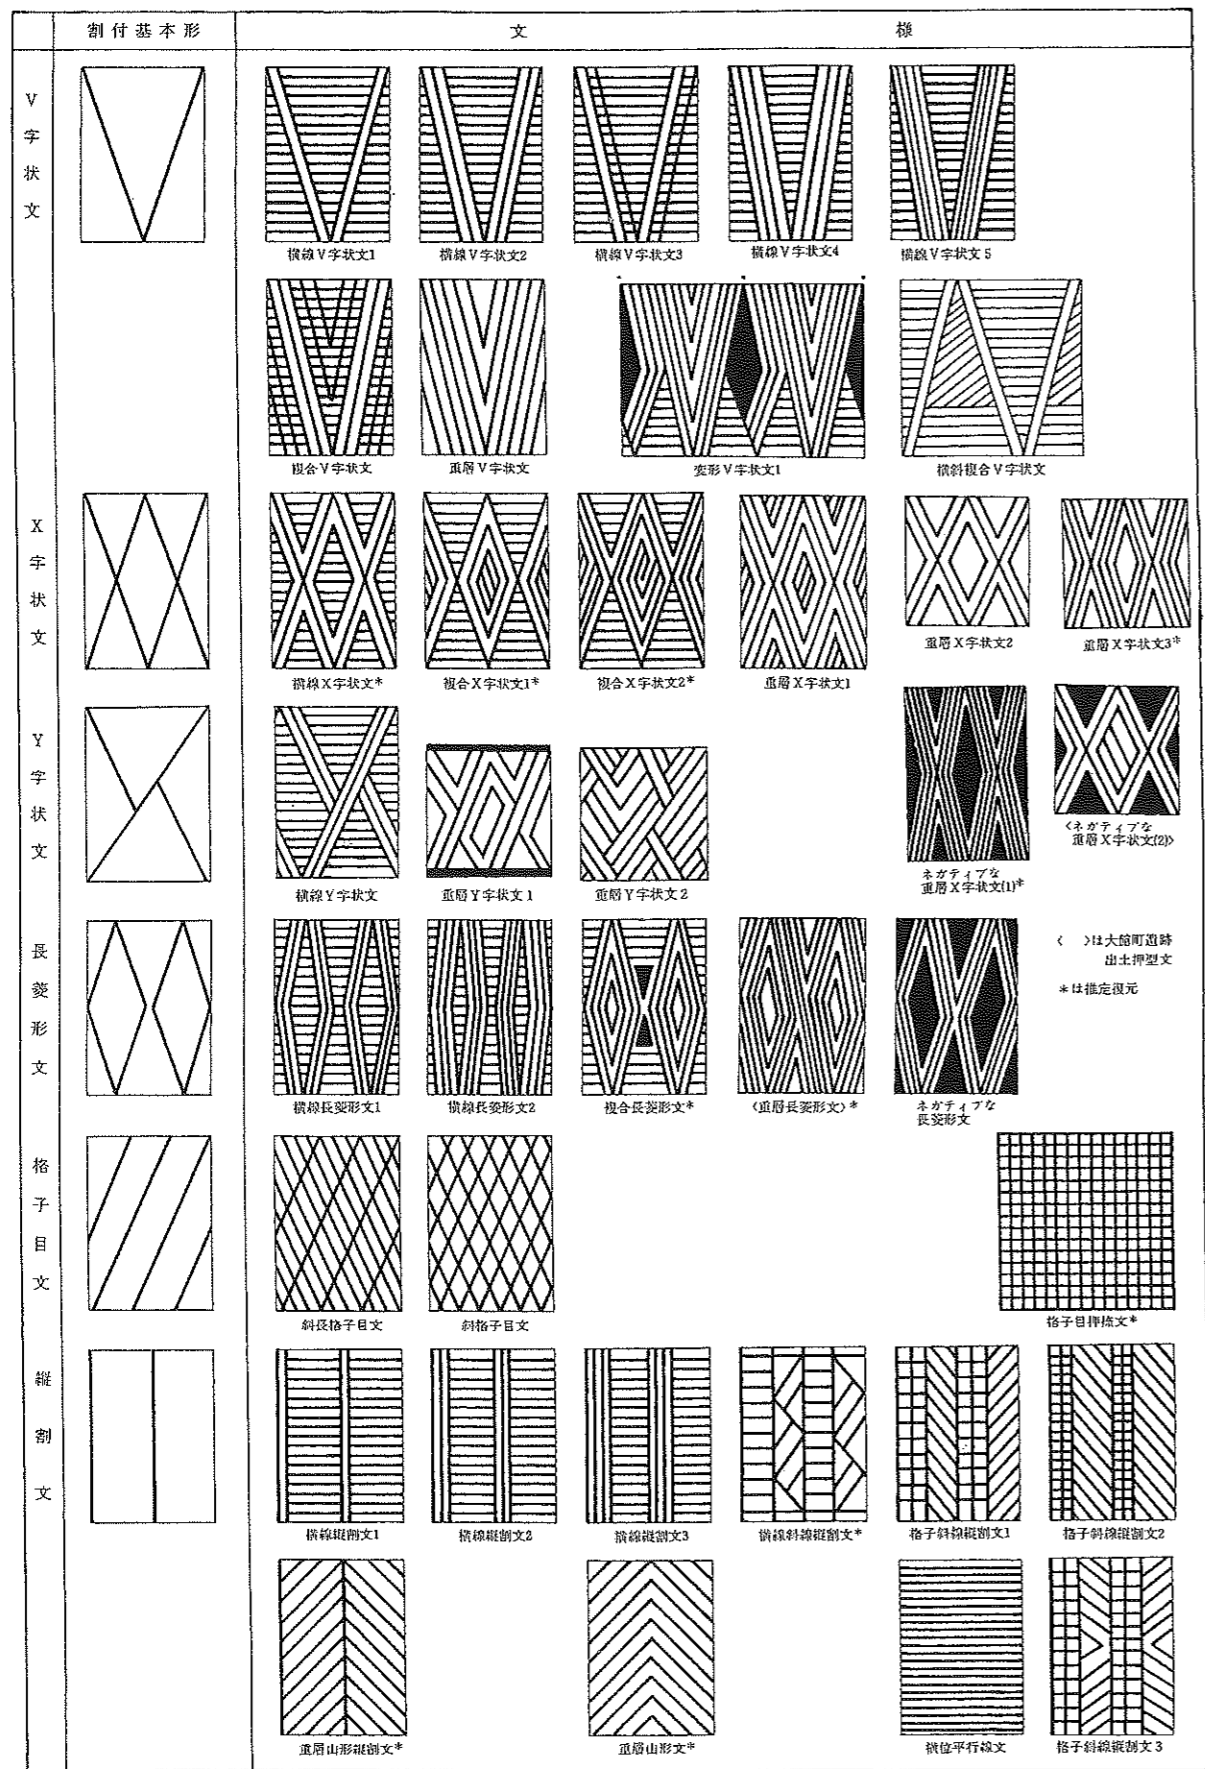 割付基本形
文 様
V字状文
横線V字状文1
横線V字状文2
横線V字状文3
横線V字状文4
横線V字状文5
複合V字状文
重層V字状文
変形V字状文1
横斜複合V字状文
X字状文
横線X字状文*
複合X字状文1*
複合X字状文2*
重層X字状文1
重層X字状文2
重層X字状文3*
Y字状文
横線Y字状文
重層Y字状文1
重層Y字状文2
ネガティブな
重層X字状文(1)*
〈ネガティブな
重層X字状文(2)〉
長菱形文
横線長菱形文1
横線長菱形文2
複合長菱形文*
〈重層長菱形文〉*
ネガティブな
長菱形文
〈 〉は大館町遺跡
出土押型文
*は推定復元
格子目文
斜長格子目文
斜格子目文
格子目押捺文*
縦割文
横線縦割文1
横線縦割文2
横線縦割文3
横線斜線縦割文*
格子斜線縦割文1
格子斜線縦割文2
重層山形縦割文*
重層山形文*
横位平行線文
格子斜線縦割文3